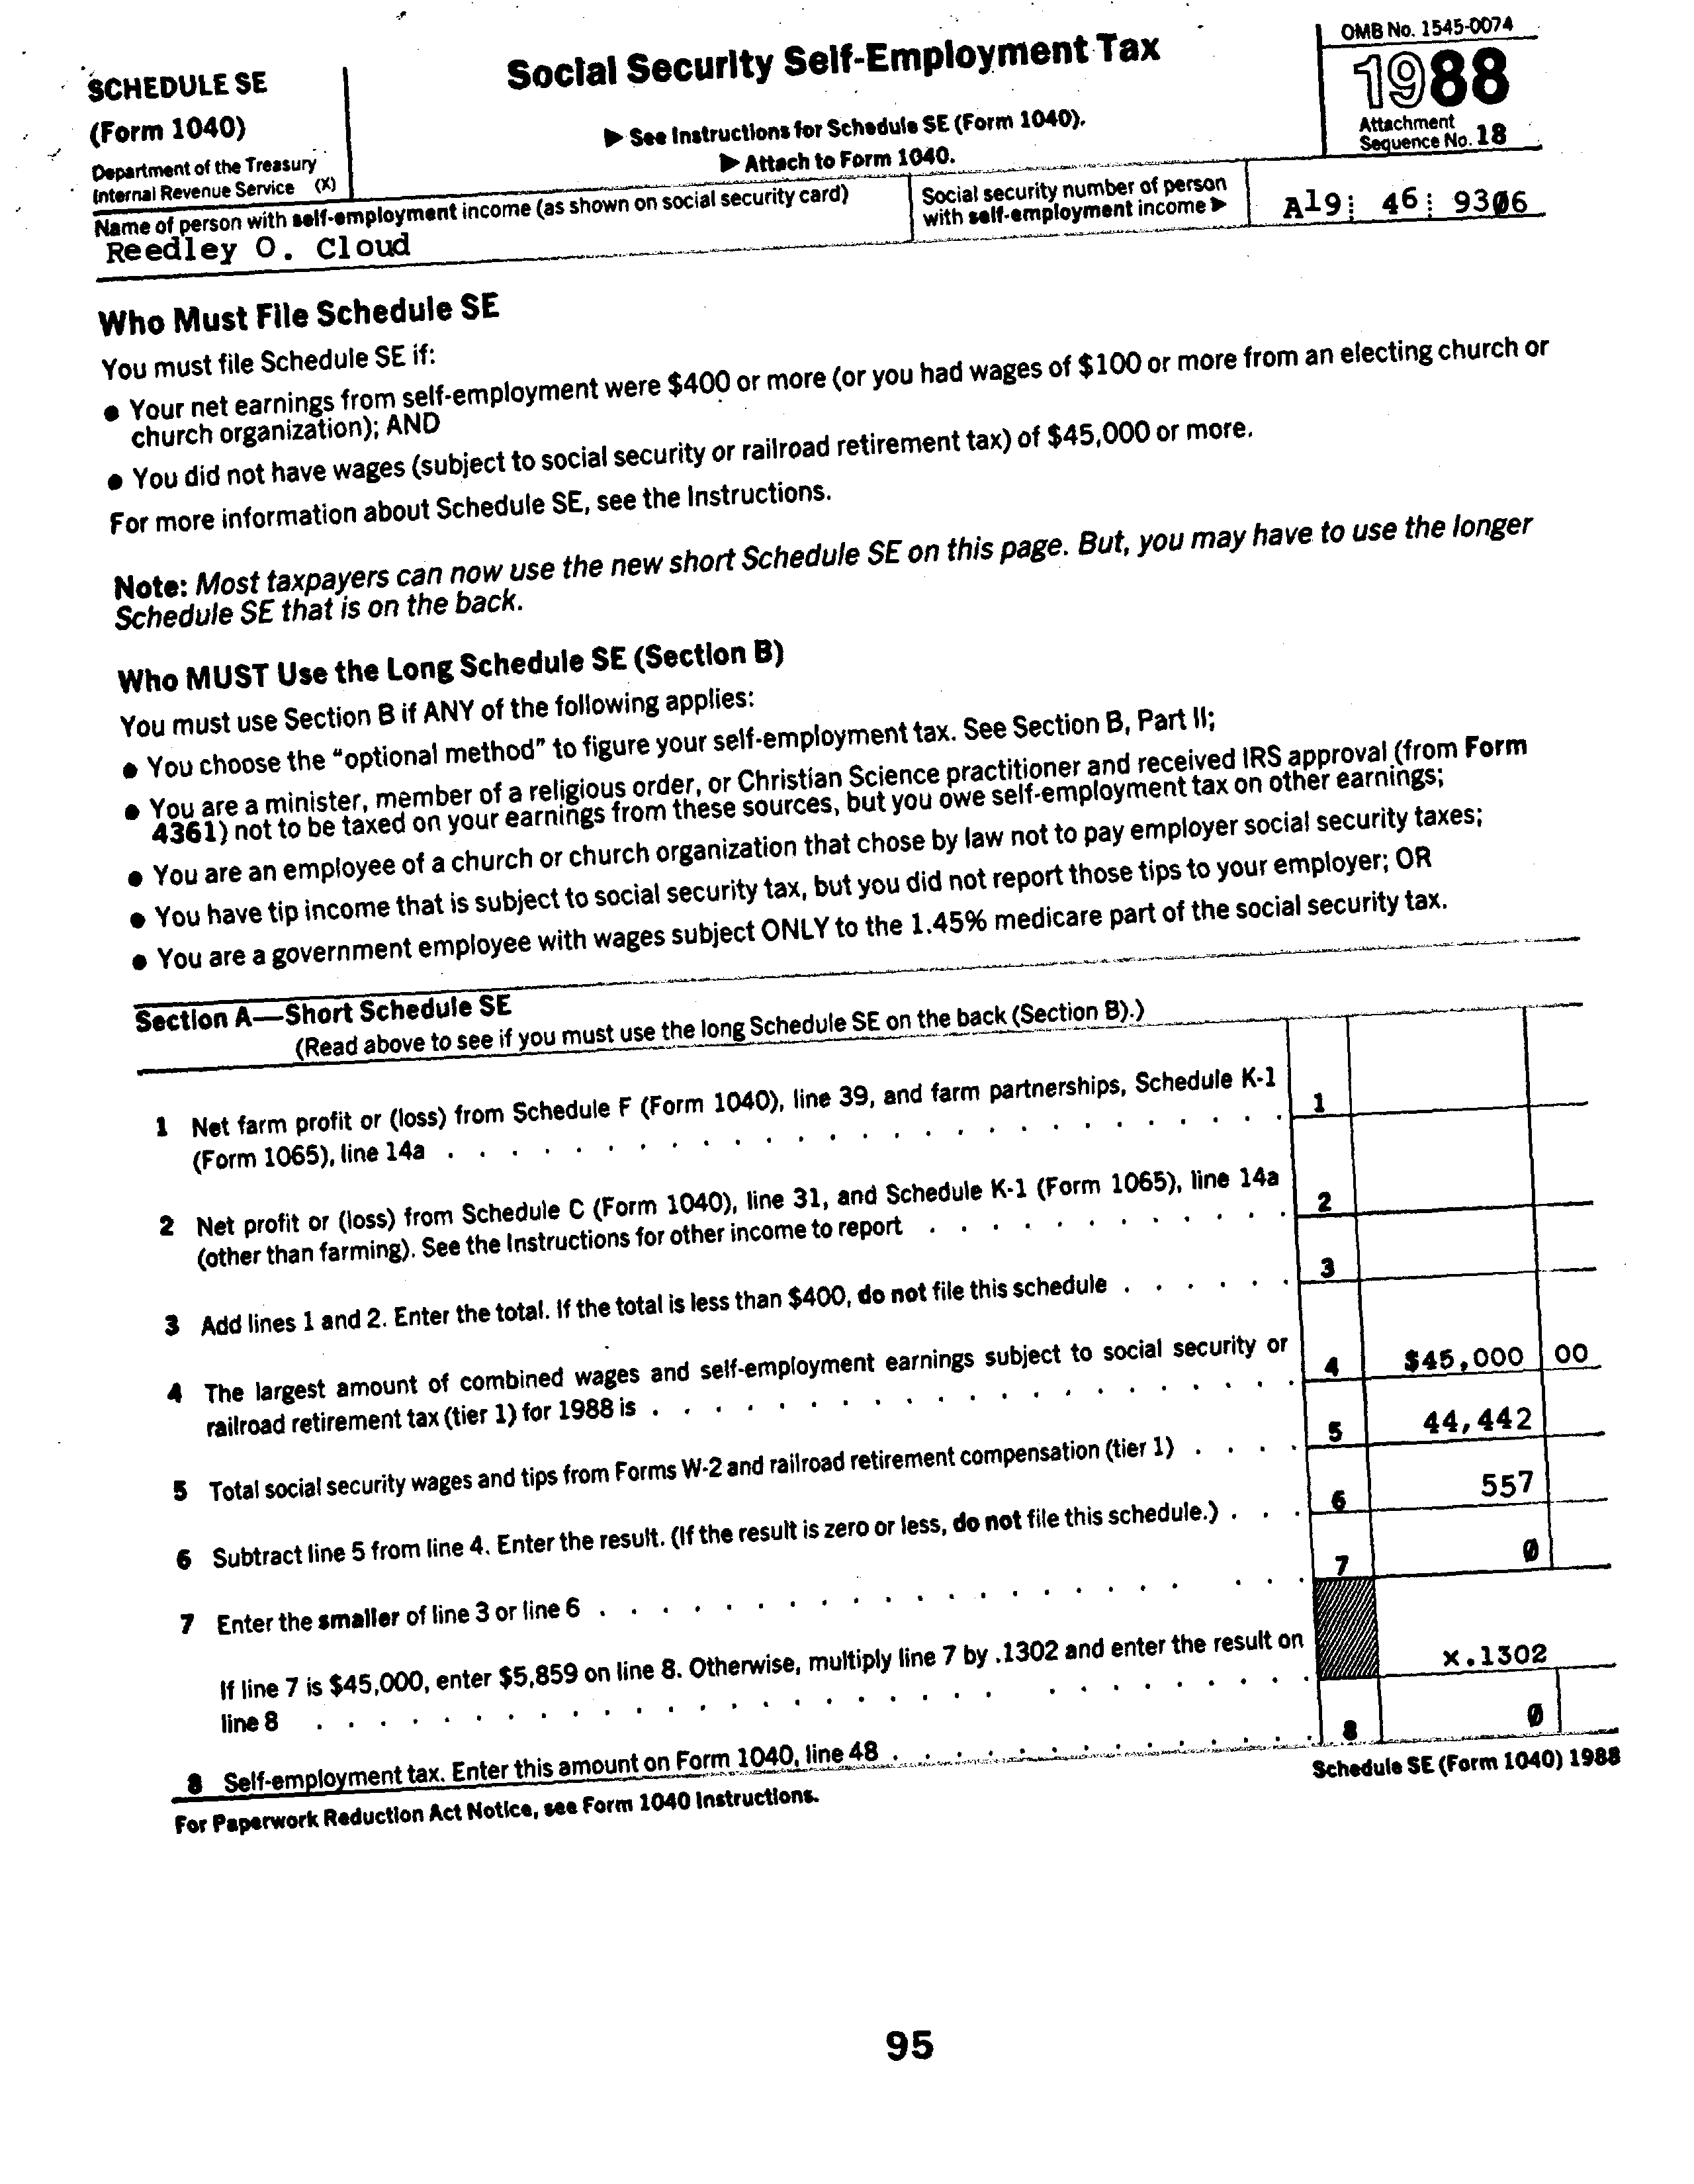 SCHEDULE SE
(Form 1040)
Department of the Treasury
Internal Revenue Service (X)
Social Security Self-Employment Tax
▶ See Instructions for Schedule SE (Form 1040).
▶ Attach to Form 1040.
OMB No. 1545-0074
1988
Attachment
Sequence No. 18
Name of person with self-employment income (as shown on social security card)
Reedley O. Cloud
Social security number of person
with self-employment income ▶
A19 46 9306
Who Must File Schedule SE
You must file Schedule SE if:
● Your net earnings from self-employment were $400 or more (or you had wages of $100 or more from an electing church or
church organization); AND
● You did not have wages (subject to social security or railroad retirement tax) of $45,000 or more.
For more information about Schedule SE, see the Instructions.
Note: Most taxpayers can now use the new short Schedule SE on this page. But, you may have to use the longer
Schedule SE that is on the back.
Who MUST Use the Long Schedule SE (Section B)
You must use Section B if ANY of the following applies:
● You choose the "optional method" to figure your self-employment tax. See Section B, Part II;
● You are a minister, member of a religious order, or Christian Science practitioner and received IRS approval (from Form
4361) not to be taxed on your earnings from these sources, but you owe self-employment tax on other earnings;
● You are an employee of a church or church organization that chose by law not to pay employer social security taxes;
● You have tip income that is subject to social security tax, but you did not report those tips to your employer; OR
● You are a government employee with wages subject ONLY to the 1.45% medicare part of the social security tax.
Section A—Short Schedule SE
(Read above to see if you must use the long Schedule SE on the back (Section B).)
1 Net farm profit or (loss) from Schedule F (Form 1040), line 39, and farm partnerships, Schedule K-1
(Form 1065), line 14a . . . . . . . . . . 1
2 Net profit or (loss) from Schedule C (Form 1040), line 31, and Schedule K-1 (Form 1065), line 14a
(other than farming). See the Instructions for other income to report . . . . . . . . . . 2
3 Add lines 1 and 2. Enter the total. If the total is less than $400, do not file this schedule . . . . . . 3
4 The largest amount of combined wages and self-employment earnings subject to social security or
railroad retirement tax (tier 1) for 1988 is . . . . . . . . . . 4 $45,000 00
5 Total social security wages and tips from Forms W-2 and railroad retirement compensation (tier 1) . . . . 5 44,442
6 Subtract line 5 from line 4. Enter the result. (If the result is zero or less, do not file this schedule.) . . . 6 557
7 Enter the smaller of line 3 or line 6 . . . . . . . . . . 7 0
If line 7 is $45,000, enter $5,859 on line 8. Otherwise, multiply line 7 by .1302 and enter the result on
line 8 . . . . . . . . . . x.1302
8 Self-employment tax. Enter this amount on Form 1040, line 48 . . . . . . . . . . 8 0
For Paperwork Reduction Act Notice, see Form 1040 Instructions.
Schedule SE (Form 1040) 1988
95